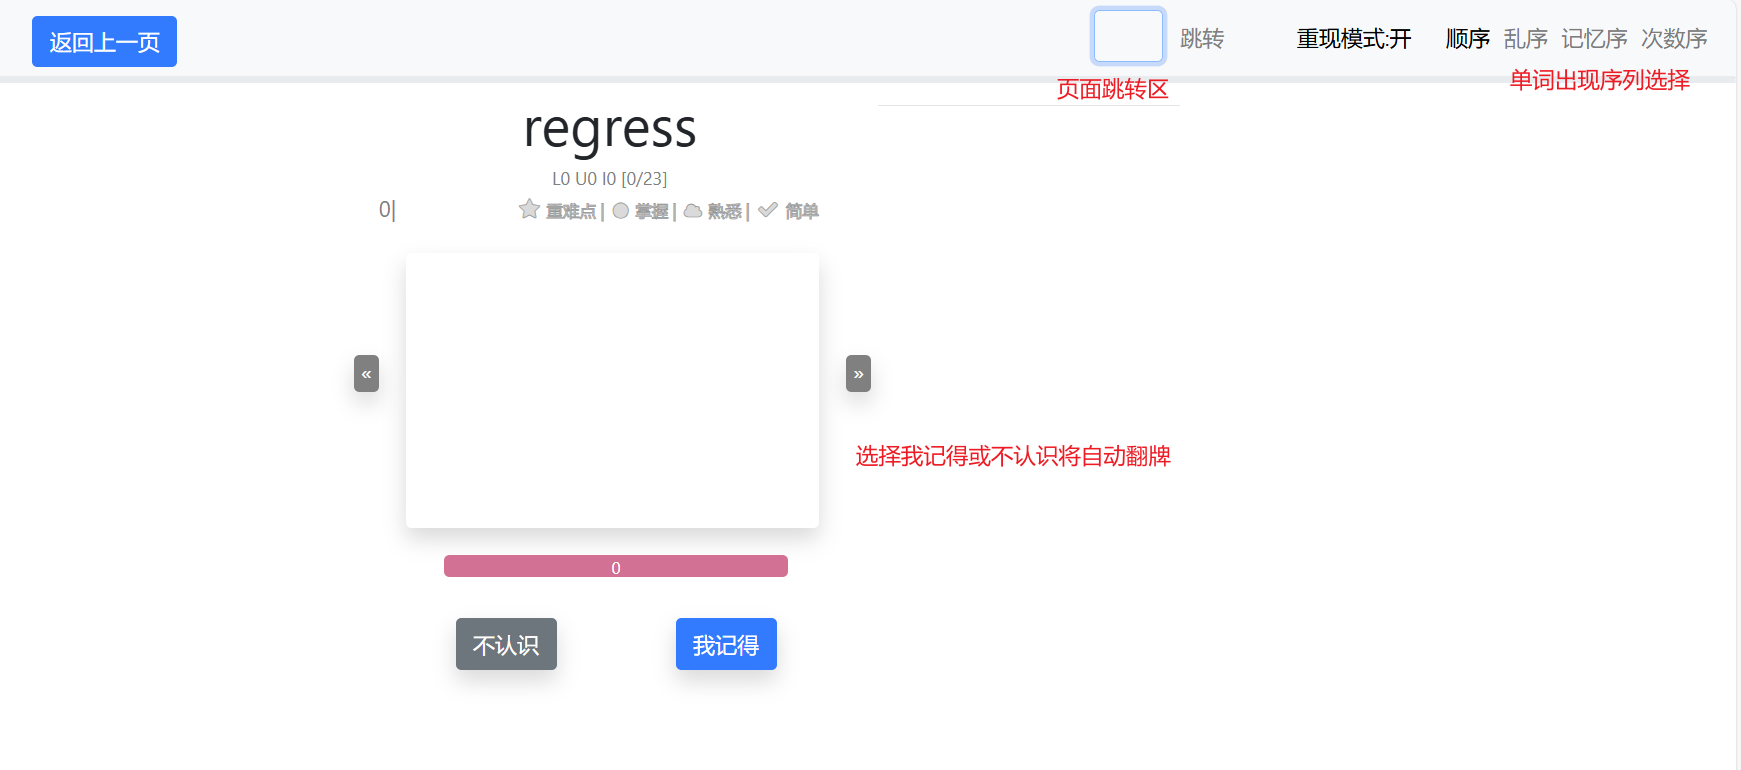 返回上一页
跳转
重现模式:开
顺序 乱序 记忆序 次数序
页面跳转区
单词出现序列选择
regress
L0 U0 I0 [0/23]
0|
重难点 | 掌握 | 熟悉 | 简单
«
»
选择我记得或不认识将自动翻牌
0
不认识
我记得